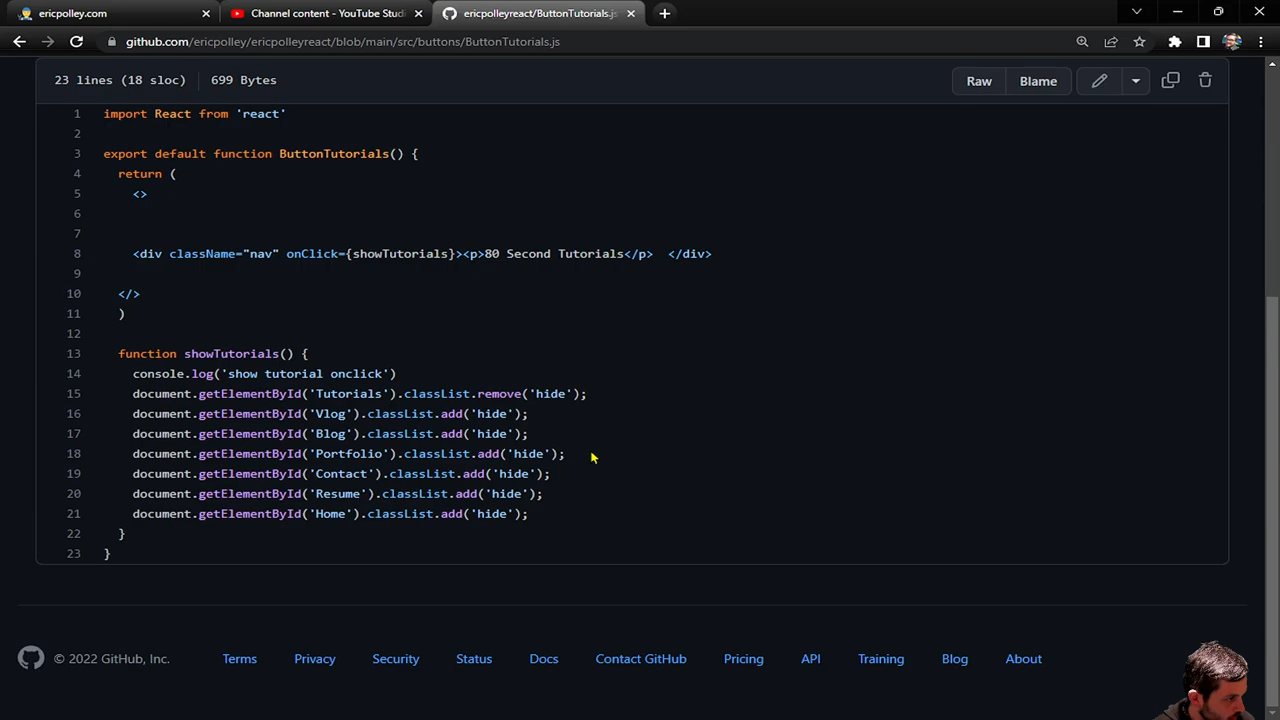 ericpolley.com
Channel content - YouTube Studi
ericpolleyreact/ButtonTutorials.js
github.com/ericpolley/ericpolleyreact/blob/main/src/buttons/ButtonTutorials.js
23 lines (18 sloc) 699 Bytes
Raw Blame
1 import React from 'react'
2
3 export default function ButtonTutorials() {
4 return (
5 <>
6
7
8 <div className="nav" onClick={showTutorials}><p>80 Second Tutorials</p> </div>
9
10 </>
11 )
12
13 function showTutorials() {
14 console.log('show tutorial onclick')
15 document.getElementById('Tutorials').classList.remove('hide');
16 document.getElementById('Vlog').classList.add('hide');
17 document.getElementById('Blog').classList.add('hide');
18 document.getElementById('Portfolio').classList.add('hide');
19 document.getElementById('Contact').classList.add('hide');
20 document.getElementById('Resume').classList.add('hide');
21 document.getElementById('Home').classList.add('hide');
22 }
23 }
© 2022 GitHub, Inc. Terms Privacy Security Status Docs Contact GitHub Pricing API Training Blog About